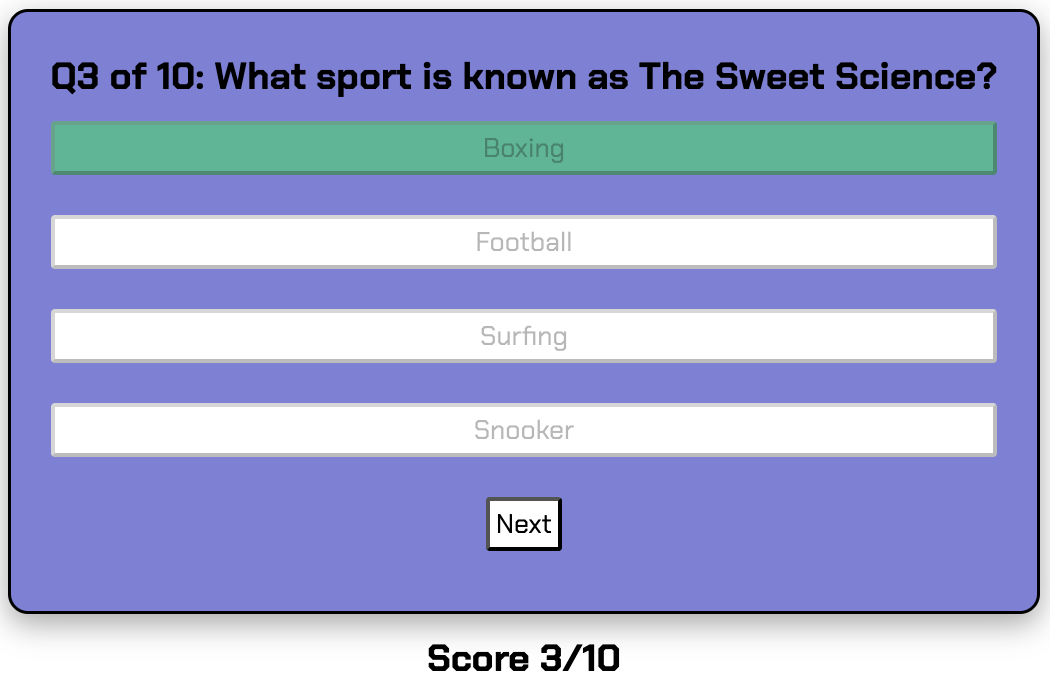 Q3 of 10: What sport is known as The Sweet Science?
Boxing
Football
Surfing
Snooker
Next
Score 3/10